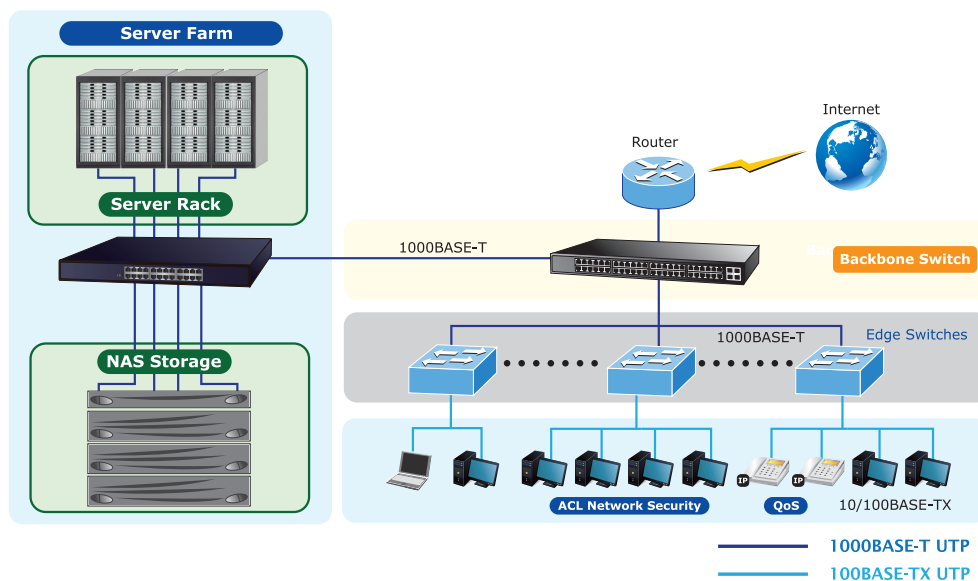 Server Farm
Server Rack
NAS Storage
Internet
Router
1000BASE-T
Backbone Switch
1000BASE-T
Edge Switches
IP
IP
ACL Network Security
QoS
10/100BASE-TX
1000BASE-T UTP
100BASE-TX UTP